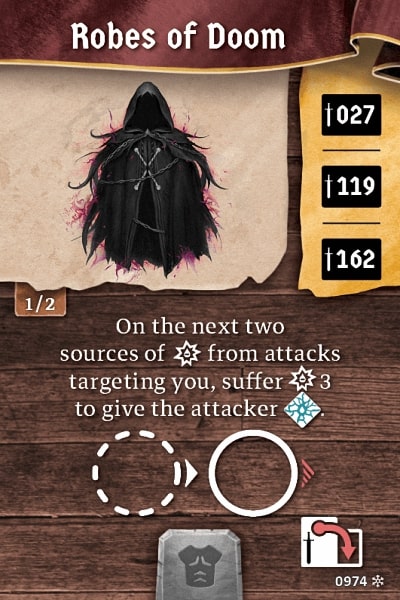 Robes of Doom
027
119
162
1/2
On the next two
sources of from attacks
targeting you, suffer 3
to give the attacker .
0974